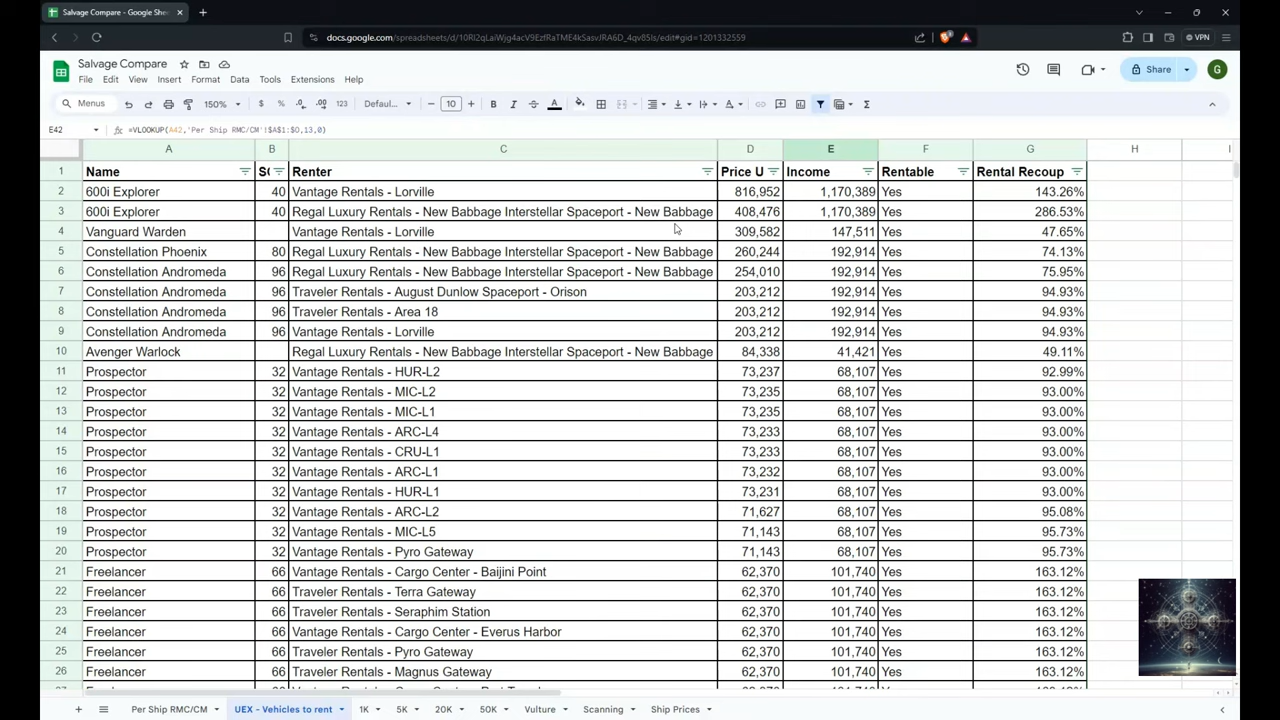 Salvage Compare - Google She
docs.google.com/spreadsheets/d/10Rl2qLaiWjg4acV9EzfRaTME4kSasvJRA6D_4qv85ls/edit#gid=1201332559
VPN
Salvage Compare
File Edit View Insert Format Data Tools Extensions Help
Share
G
Menus 150% $ % .0 .00 123 Defaul... 10 B I A
E42 =VLOOKUP(A42,'Per Ship RMC/CM'!$A$1:$O,13,0)
A B C D E F G H I
1 Name S Renter Price U Income Rentable Rental Recoup
2 600i Explorer 40 Vantage Rentals - Lorville 816,952 1,170,389 Yes 143.26%
3 600i Explorer 40 Regal Luxury Rentals - New Babbage Interstellar Spaceport - New Babbage 408,476 1,170,389 Yes 286.53%
4 Vanguard Warden Vantage Rentals - Lorville 309,582 147,511 Yes 47.65%
5 Constellation Phoenix 80 Regal Luxury Rentals - New Babbage Interstellar Spaceport - New Babbage 260,244 192,914 Yes 74.13%
6 Constellation Andromeda 96 Regal Luxury Rentals - New Babbage Interstellar Spaceport - New Babbage 254,010 192,914 Yes 75.95%
7 Constellation Andromeda 96 Traveler Rentals - August Dunlow Spaceport - Orison 203,212 192,914 Yes 94.93%
8 Constellation Andromeda 96 Traveler Rentals - Area 18 203,212 192,914 Yes 94.93%
9 Constellation Andromeda 96 Vantage Rentals - Lorville 203,212 192,914 Yes 94.93%
10 Avenger Warlock Regal Luxury Rentals - New Babbage Interstellar Spaceport - New Babbage 84,338 41,421 Yes 49.11%
11 Prospector 32 Vantage Rentals - HUR-L2 73,237 68,107 Yes 92.99%
12 Prospector 32 Vantage Rentals - MIC-L2 73,235 68,107 Yes 93.00%
13 Prospector 32 Vantage Rentals - MIC-L1 73,235 68,107 Yes 93.00%
14 Prospector 32 Vantage Rentals - ARC-L4 73,233 68,107 Yes 93.00%
15 Prospector 32 Vantage Rentals - CRU-L1 73,233 68,107 Yes 93.00%
16 Prospector 32 Vantage Rentals - ARC-L1 73,232 68,107 Yes 93.00%
17 Prospector 32 Vantage Rentals - HUR-L1 73,231 68,107 Yes 93.00%
18 Prospector 32 Vantage Rentals - ARC-L2 71,627 68,107 Yes 95.08%
19 Prospector 32 Vantage Rentals - MIC-L5 71,143 68,107 Yes 95.73%
20 Prospector 32 Vantage Rentals - Pyro Gateway 71,143 68,107 Yes 95.73%
21 Freelancer 66 Vantage Rentals - Cargo Center - Baijini Point 62,370 101,740 Yes 163.12%
22 Freelancer 66 Traveler Rentals - Terra Gateway 62,370 101,740 Yes 163.12%
23 Freelancer 66 Traveler Rentals - Seraphim Station 62,370 101,740 Yes 163.12%
24 Freelancer 66 Vantage Rentals - Cargo Center - Everus Harbor 62,370 101,740 Yes 163.12%
25 Freelancer 66 Traveler Rentals - Pyro Gateway 62,370 101,740 Yes 163.12%
26 Freelancer 66 Traveler Rentals - Magnus Gateway 62,370 101,740 Yes 163.12%
Per Ship RMC/CM UEX - Vehicles to rent 1K 5K 20K 50K Vulture Scanning Ship Prices